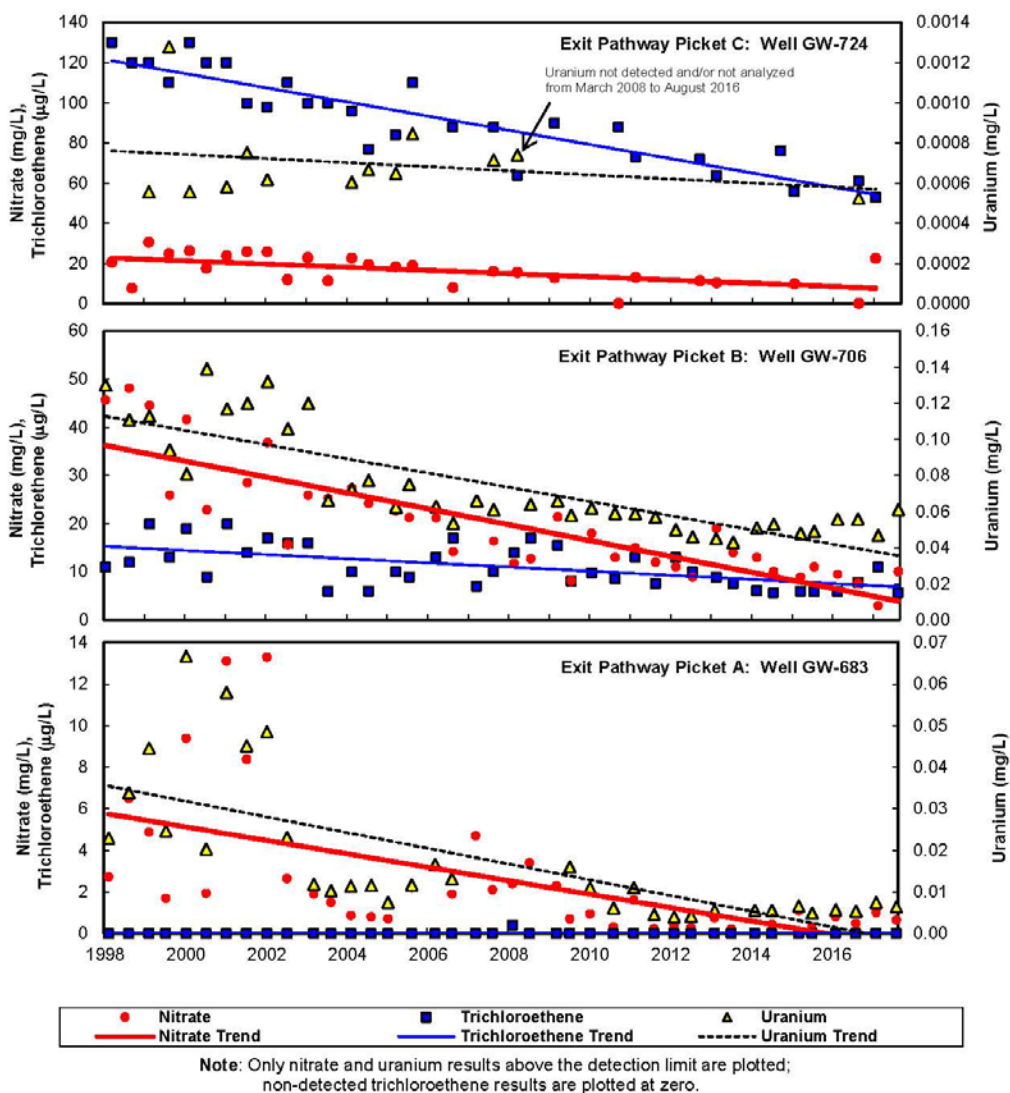 Exit Pathway Picket C: Well GW-724
Uranium not detected and/or not analyzed
from March 2008 to August 2016
Nitrate (mg/L),
Trichloroethene (µg/L)
140
120
100
80
60
40
20
0
0.0014
0.0012
0.0010
0.0008
0.0006
0.0004
0.0002
0.0000
Uranium (mg/L)
Exit Pathway Picket B: Well GW-706
Nitrate (mg/L),
Trichlorethene (µg/L)
60
50
40
30
20
10
0
0.16
0.14
0.12
0.10
0.08
0.06
0.04
0.02
0.00
Uranium (mg/L)
Exit Pathway Picket A: Well GW-683
Nitrate (mg/L),
Trichloroethene (µg/L)
14
12
10
8
6
4
2
0
0.07
0.06
0.05
0.04
0.03
0.02
0.01
0.00
Uranium (mg/L)
1998 2000 2002 2004 2006 2008 2010 2012 2014 2016
Nitrate Trichloroethene Uranium
Nitrate Trend Trichloroethene Trend Uranium Trend
Note: Only nitrate and uranium results above the detection limit are plotted;
non-detected trichloroethene results are plotted at zero.